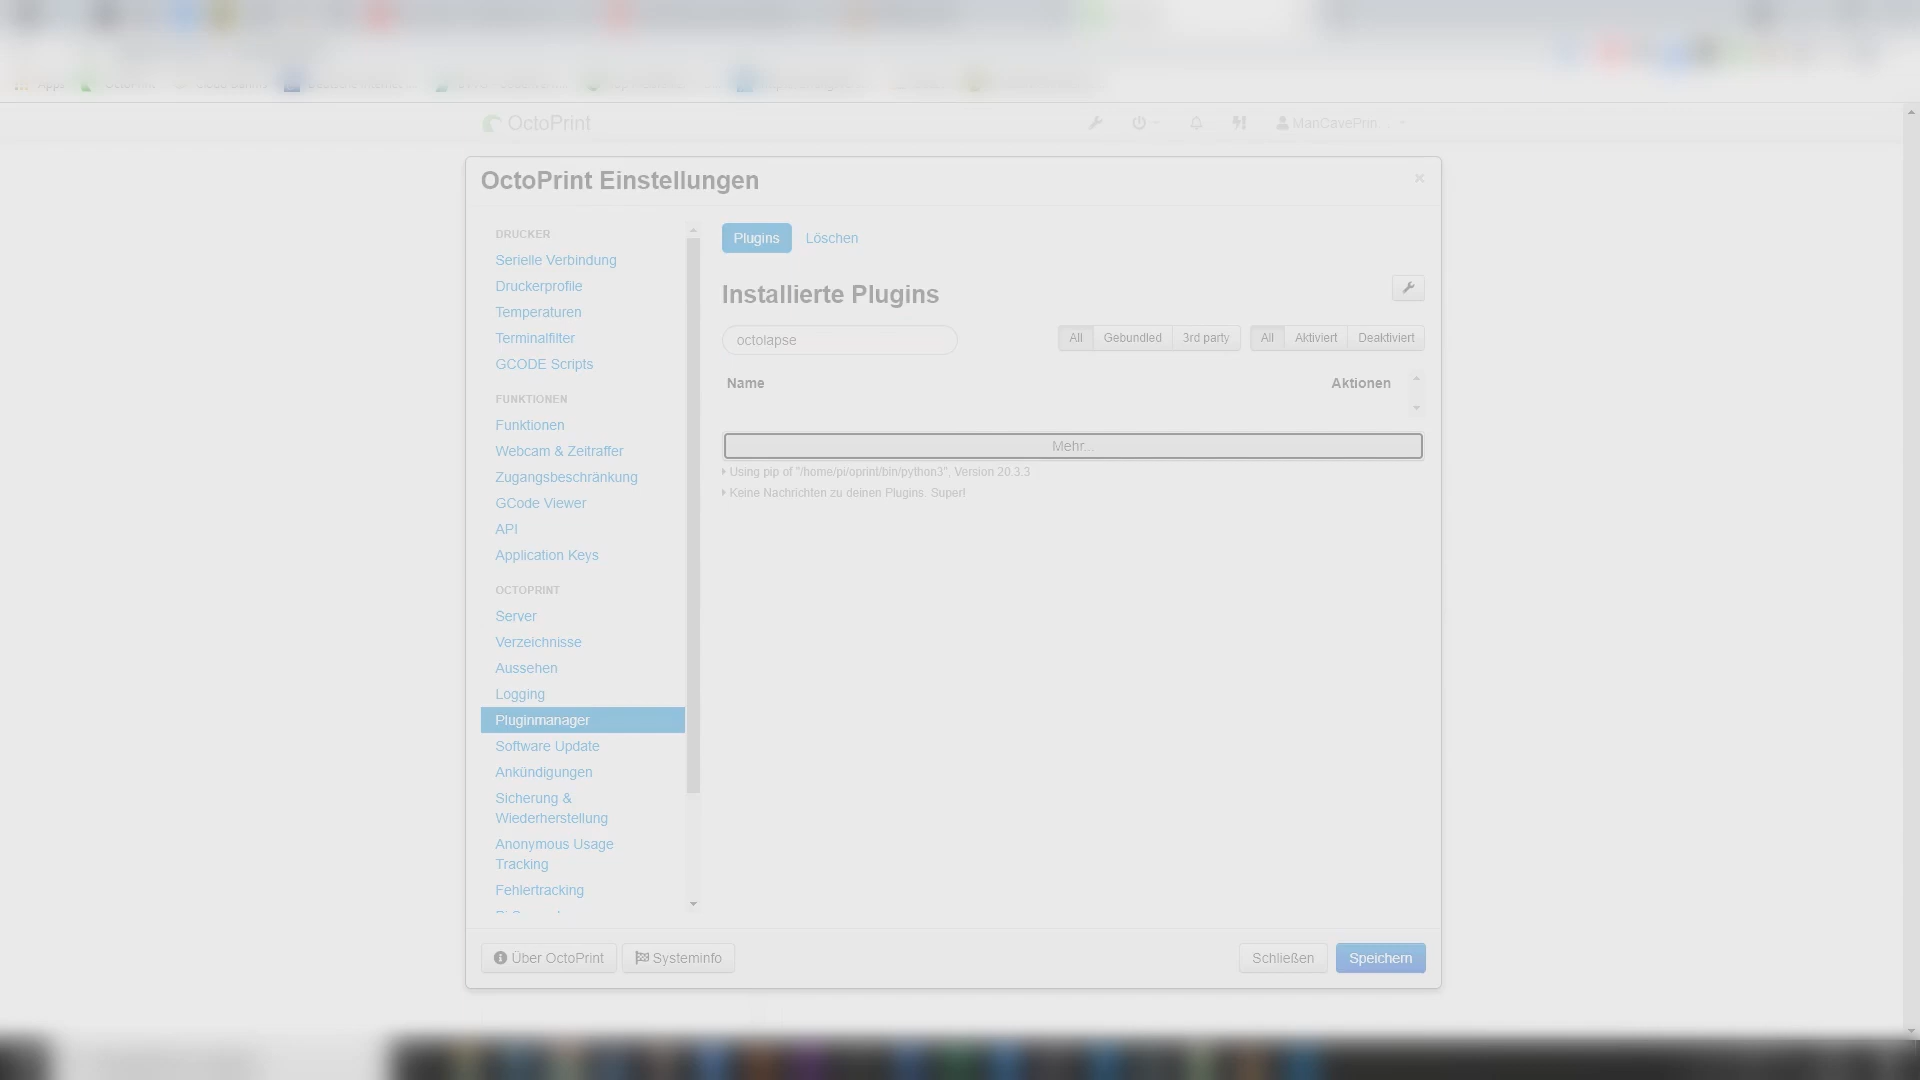 OctoPrint
OctoPrint Einstellungen
×
DRUCKER
Serielle Verbindung
Druckerprofile
Temperaturen
Terminalfilter
GCODE Scripts
FUNKTIONEN
Funktionen
Webcam & Zeitraffer
Zugangsbeschränkung
GCode Viewer
API
Application Keys
OCTOPRINT
Server
Verzeichnisse
Aussehen
Logging
Pluginmanager
Software Update
Ankündigungen
Sicherung &
Wiederherstellung
Anonymous Usage
Tracking
Fehlertracking
Plugins Löschen
Installierte Plugins
octolapse
All Gebundled 3rd party All Aktiviert Deaktiviert
Name Aktionen
Mehr...
Using pip of "/home/pi/oprint/bin/python3", Version 20.3.3
Keine Nachrichten zu deinen Plugins. Super!
Über OctoPrint Systeminfo Schließen Speichern